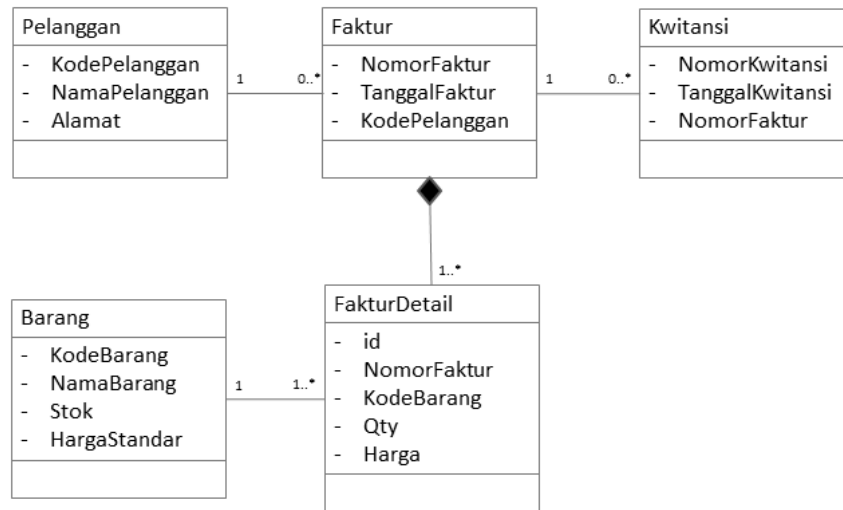 Pelanggan
- KodePelanggan
- NamaPelanggan
- Alamat
1
0..*
Faktur
- NomorFaktur
- TanggalFaktur
- KodePelanggan
1
0..*
Kwitansi
- NomorKwitansi
- TanggalKwitansi
- NomorFaktur
1..*
Barang
- KodeBarang
- NamaBarang
- Stok
- HargaStandar
1
1..*
FakturDetail
- id
- NomorFaktur
- KodeBarang
- Qty
- Harga